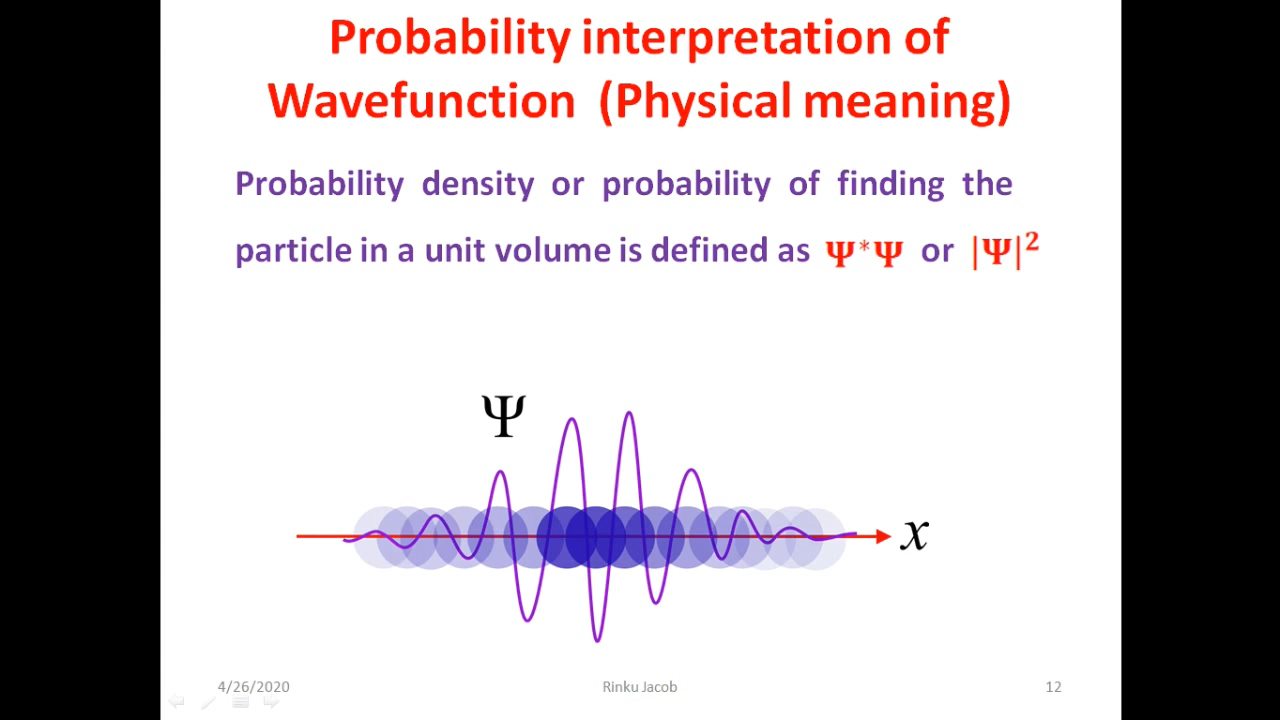 Probability interpretation of
Wavefunction (Physical meaning)
Probability density or probability of finding the
particle in a unit volume is defined as Ψ*Ψ or |Ψ|²
Ψ
x
4/26/2020 Rinku Jacob 12